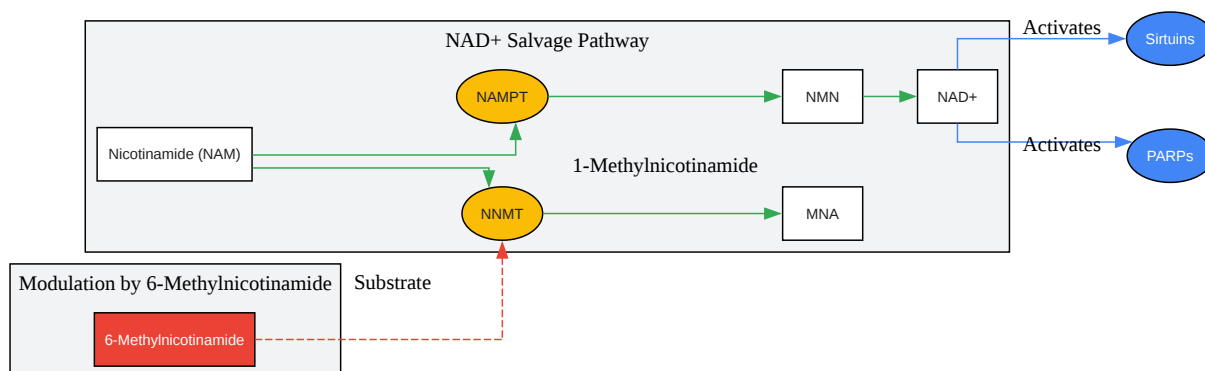 Activates
Sirtuins
NAD+ Salvage Pathway
NAMPT
NMN
NAD+
Nicotinamide (NAM)
Activates
PARPs
1-Methylnicotinamide
NNMT
MNA
Modulation by 6-Methylnicotinamide
Substrate
6-Methylnicotinamide